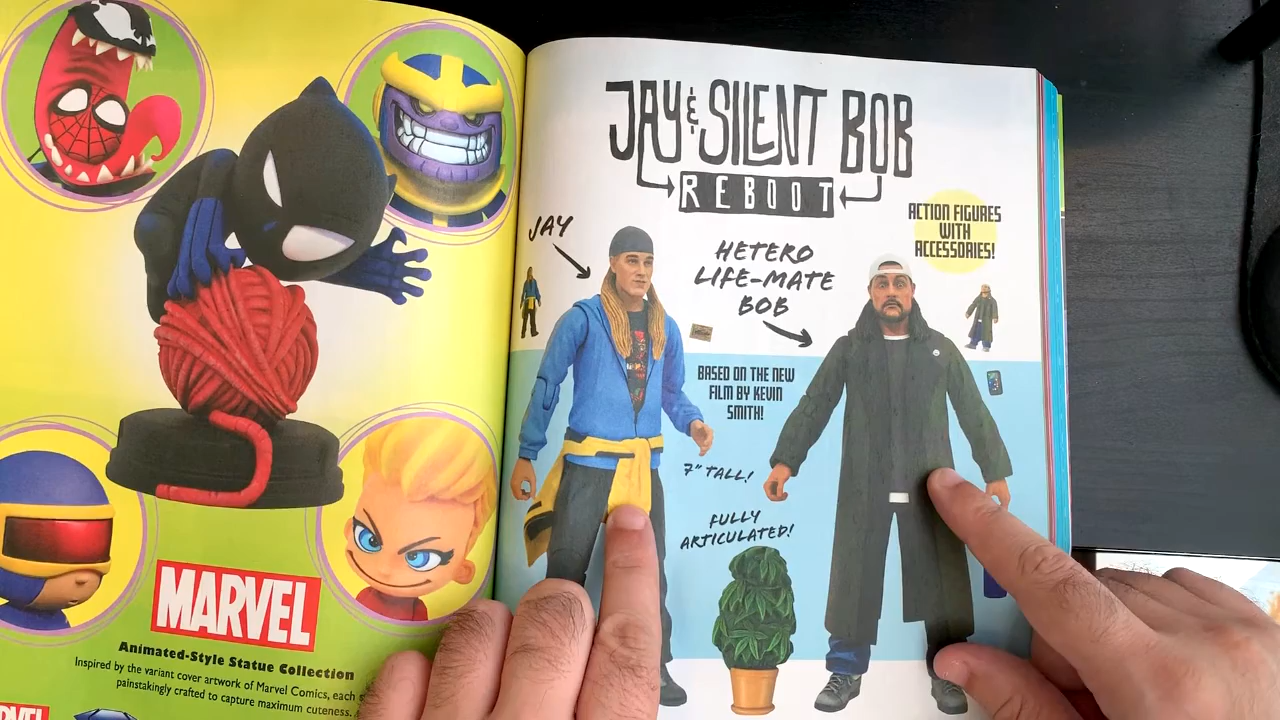 MARVEL
Animated-Style Statue Collection
Inspired by the variant cover artwork of Marvel Comics, each
painstakingly crafted to capture maximum cuteness.
JAY & SILENT BOB
REBOOT
ACTION FIGURES
WITH
ACCESSORIES!
JAY
HETERO
LIFE-MATE
BOB
BASED ON THE NEW
FILM BY KEVIN
SMITH!
7" TALL!
FULLY
ARTICULATED!